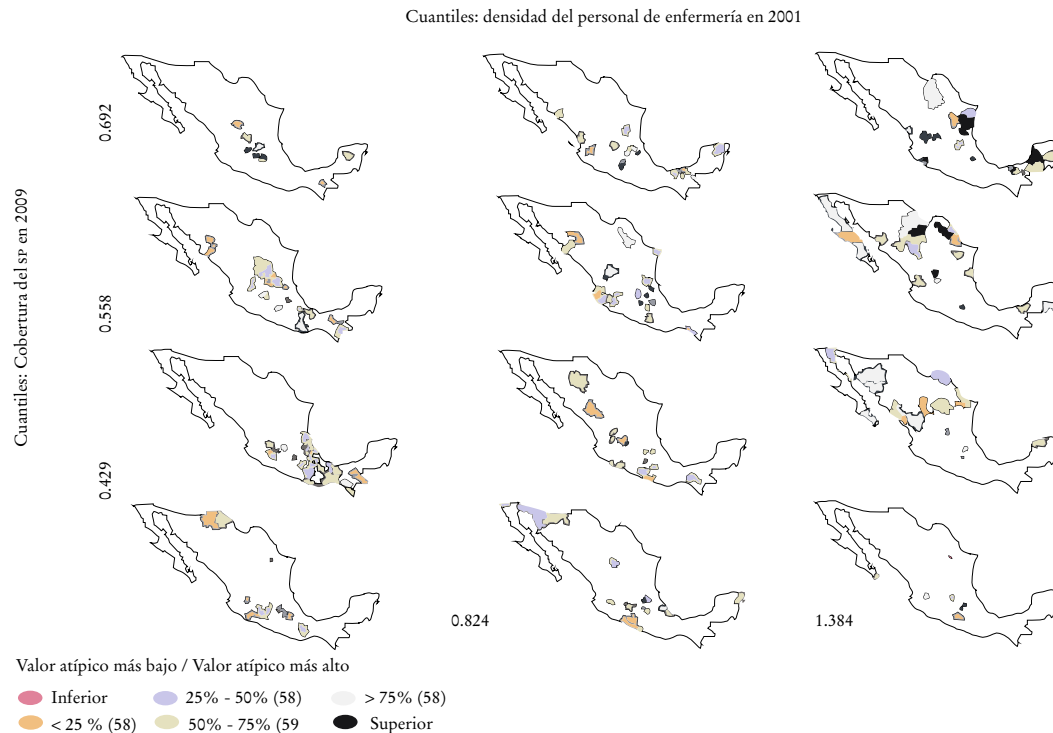 Cuantiles: densidad del personal de enfermería en 2001
Cuantiles: Cobertura del SP en 2009
0.692
0.558
0.429
0.824
1.384
Valor atípico más bajo / Valor atípico más alto
Inferior
25% - 50% (58)
> 75% (58)
< 25 % (58)
50% - 75% (59
Superior